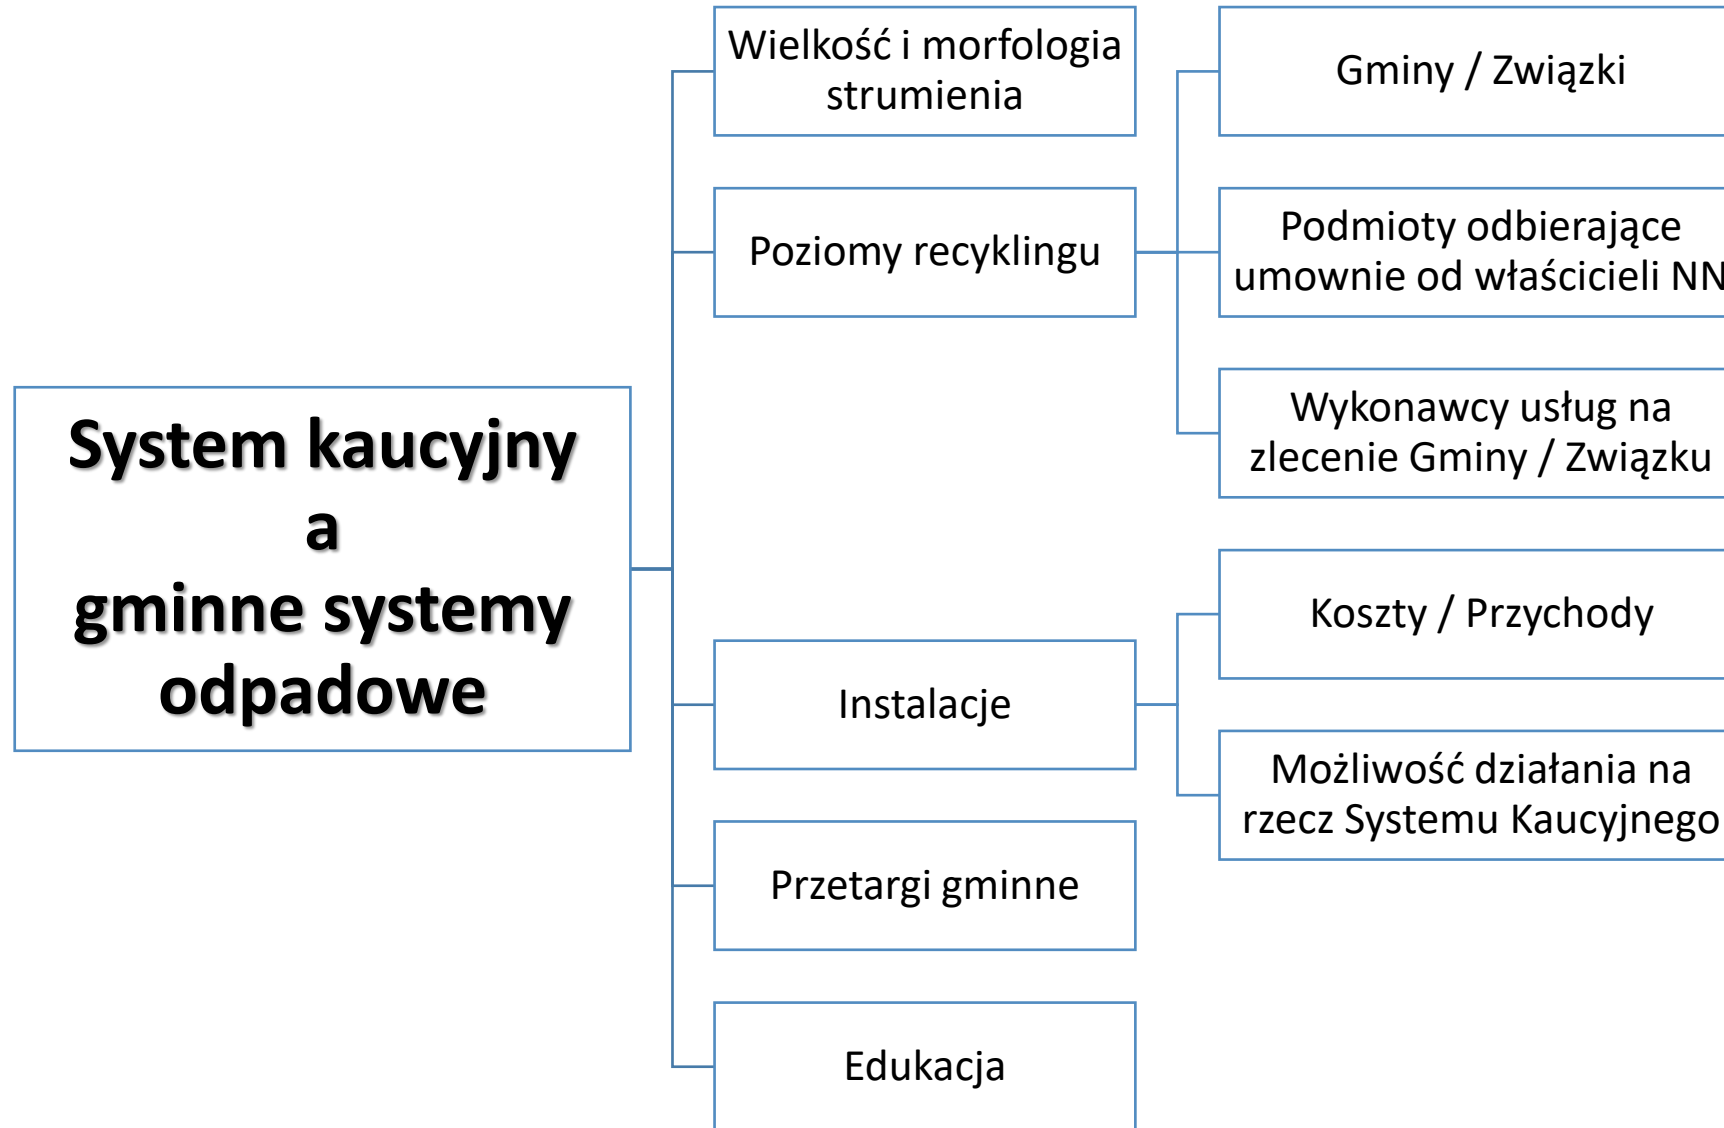 System kaucyjny
a
gminne systemy
odpadowe
Wielkość i morfologia
strumienia
Poziomy recyklingu
Gminy / Związki
Podmioty odbierające
umownie od właścicieli NN
Wykonawcy usług na
zlecenie Gminy / Związku
Instalacje
Koszty / Przychody
Możliwość działania na
rzecz Systemu Kaucyjnego
Przetargi gminne
Edukacja